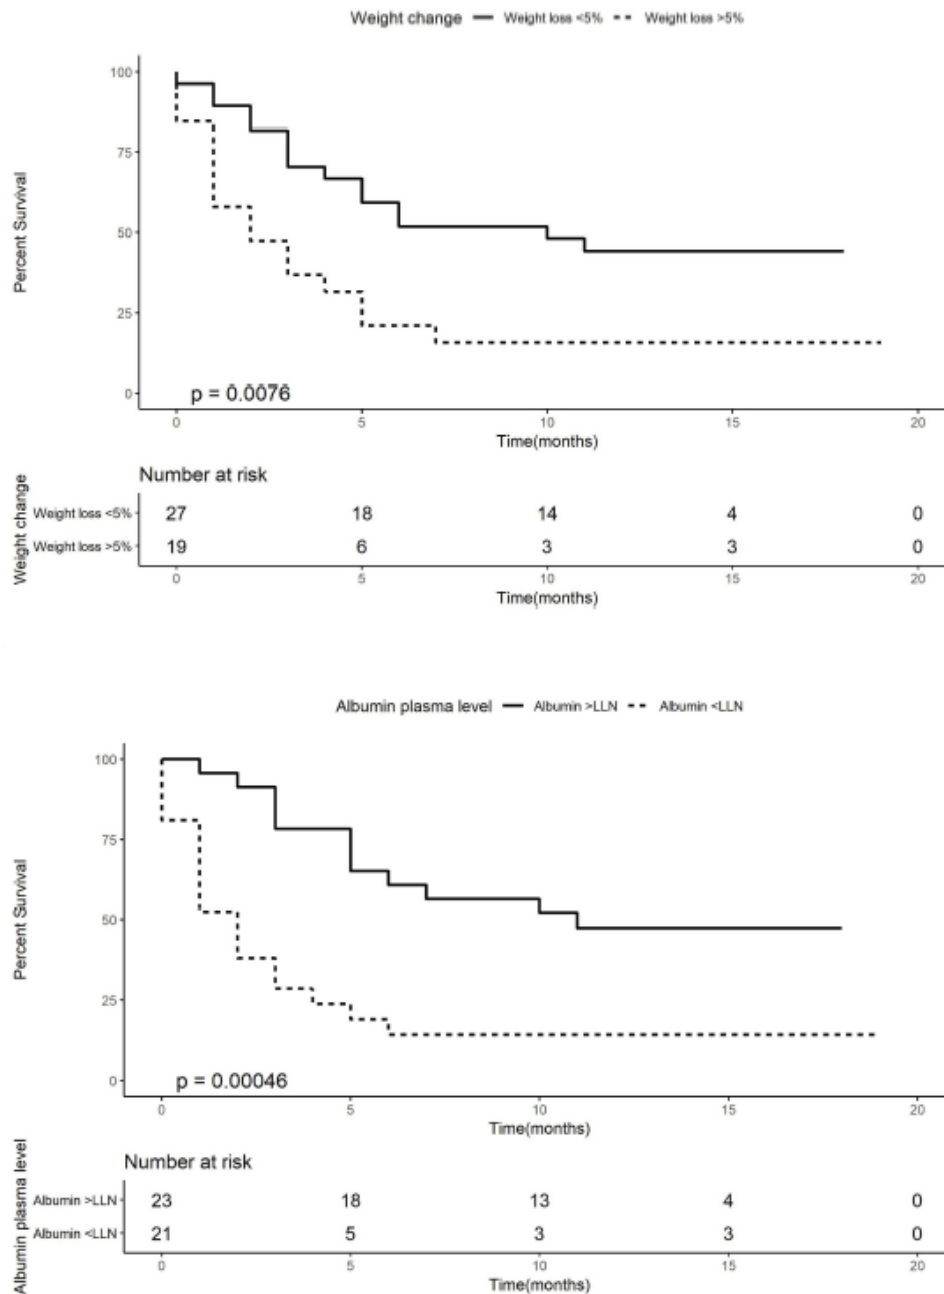 Weight change Weight loss <5% Weight loss >5%
100
75
50
25
0
Percent Survival
p = 0.0076
0 5 10 15 20
Time(months)
Number at risk
Weight change
Weight loss <5% 27 18 14 4 0
Weight loss >5% 19 6 3 3 0
0 5 10 15 20
Time(months)
Albumin plasma level Albumin >LLN Albumin <LLN
100
75
50
25
0
Percent Survival
p = 0.00046
0 5 10 15 20
Time(months)
Number at risk
Albumin plasma level
Albumin >LLN 23 18 13 4 0
Albumin <LLN 21 5 3 3 0
0 5 10 15 20
Time(months)